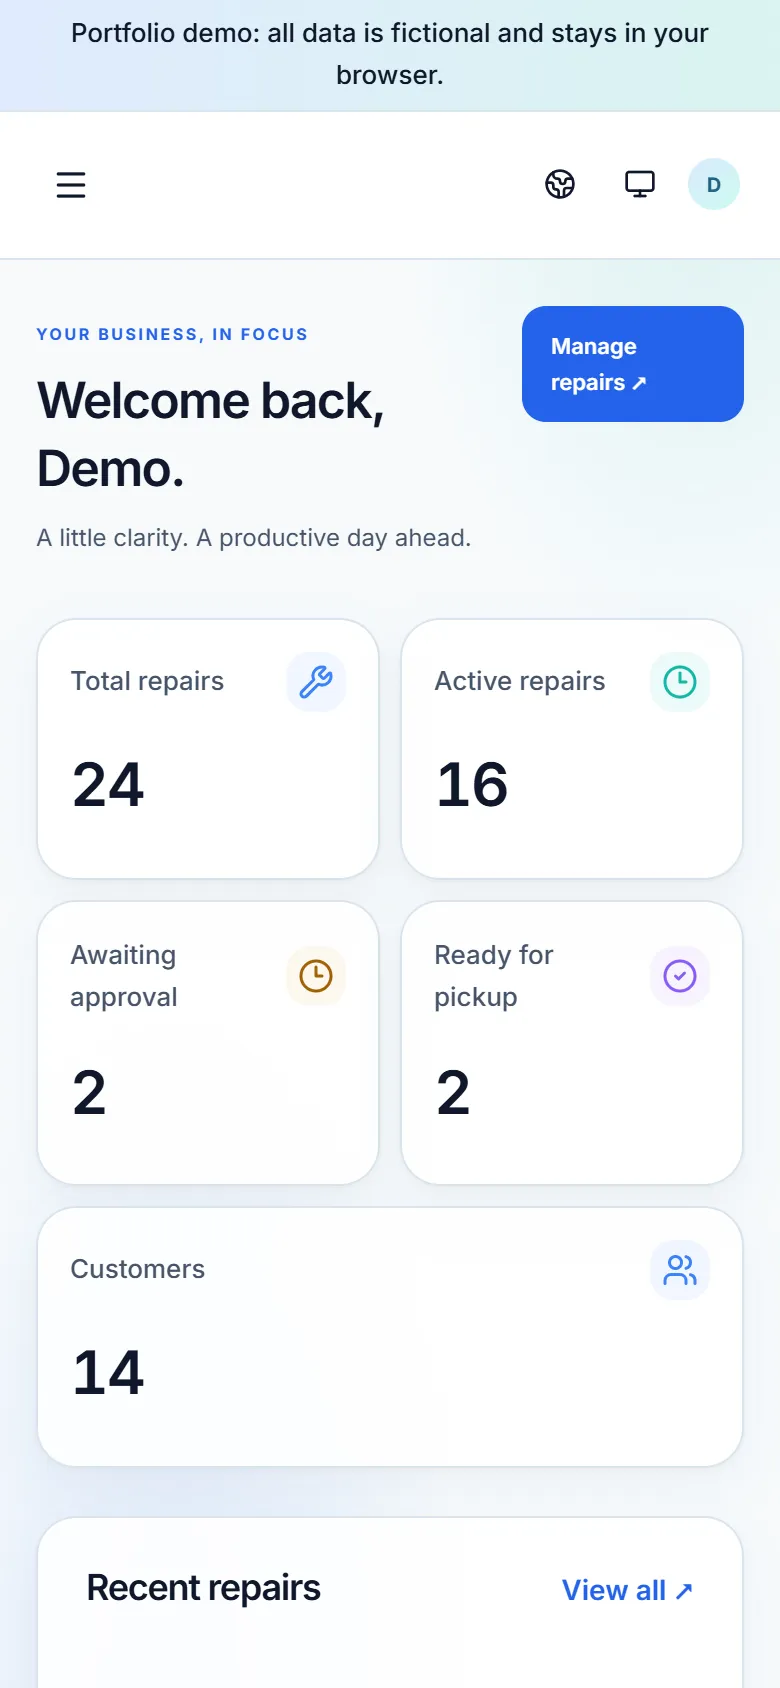 Portfolio demo: all data is fictional and stays in your
browser.
D
YOUR BUSINESS, IN FOCUS
Welcome back,
Demo.
A little clarity. A productive day ahead.
Manage
repairs ↗
Total repairs
24
Active repairs
16
Awaiting
approval
2
Ready for
pickup
2
Customers
14
Recent repairs
View all ↗